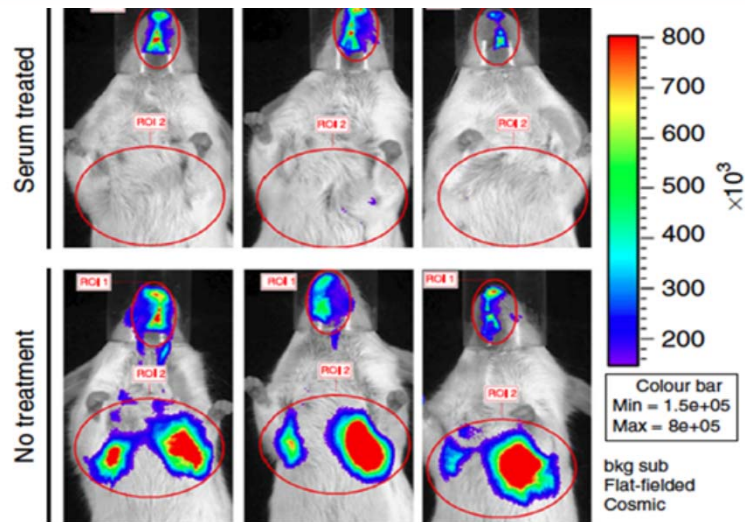 Serum treated
ROI 2
ROI 2
ROI 2
800
700
600
500
400
300
200
×10³
No treatment
ROI 1
ROI 1
ROI 1
ROI 2
ROI 2
ROI 2
Colour bar
Min = 1.5e+05
Max = 8e+05
bkg sub
Flat-fielded
Cosmic